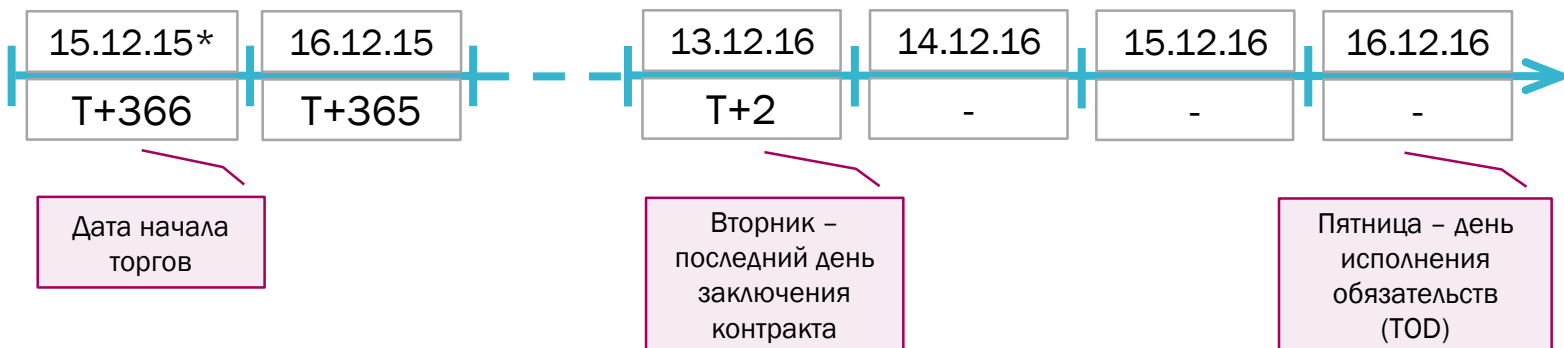 15.12.15* 16.12.15 13.12.16 14.12.16 15.12.16 16.12.16
T+366 T+365 T+2 - - -
Дата начала
торгов
Вторник –
последний день
заключения
контракта
Пятница – день
исполнения
обязательств
(TOD)